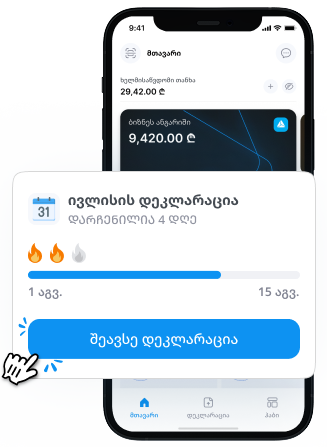 9:41
მთავარი
ხელმისაწვდომი თანხა
29,42.00 ₾
ბიზნეს ანგარიში
9,420.00 ₾
31
ივლისის დეკლარაცია
დარჩენილია 4 დღე
1 აგვ.
15 აგვ.
შეავსე დეკლარაცია
მთავარი
დეკლარაცია
ჰაბი